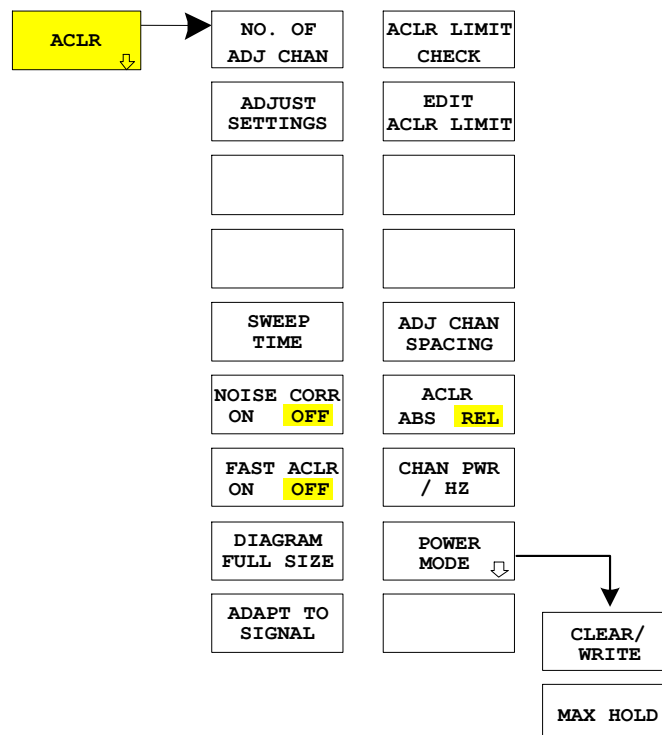 ACLR
NO. OF
ADJ CHAN
ADJUST
SETTINGS
SWEEP
TIME
NOISE CORR
ON OFF
FAST ACLR
ON OFF
DIAGRAM
FULL SIZE
ADAPT TO
SIGNAL
ACLR LIMIT
CHECK
EDIT
ACLR LIMIT
ADJ CHAN
SPACING
ACLR
ABS REL
CHAN PWR
/ HZ
POWER
MODE
CLEAR/
WRITE
MAX HOLD